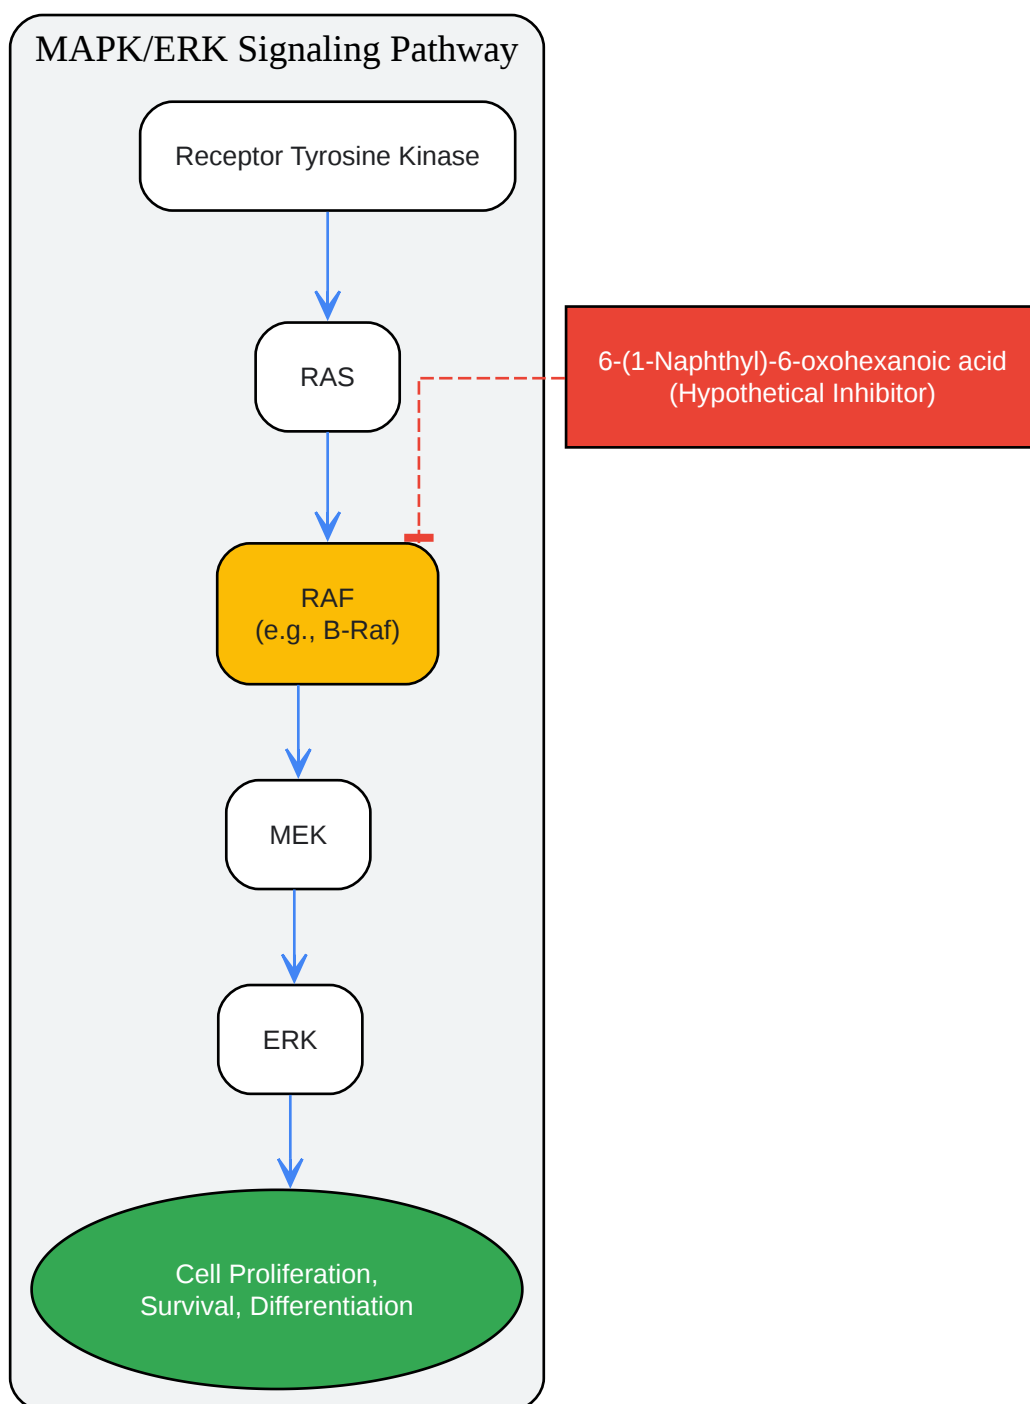 MAPK/ERK Signaling Pathway
Receptor Tyrosine Kinase
RAS
6-(1-Naphthyl)-6-oxohexanoic acid
(Hypothetical Inhibitor)
RAF
(e.g., B-Raf)
MEK
ERK
Cell Proliferation,
Survival, Differentiation